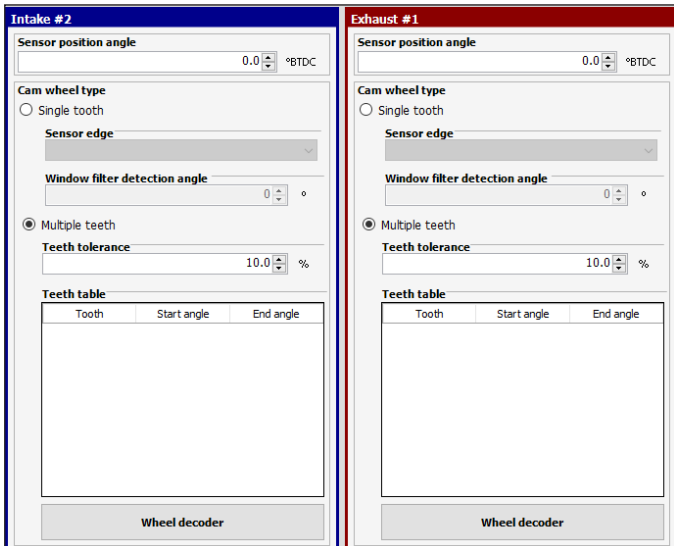 Intake #2
Sensor position angle
0.0 °BTDC
Cam wheel type
Single tooth
Sensor edge
Window filter detection angle
0 °
Multiple teeth
Teeth tolerance
10.0 %
Teeth table
Tooth Start angle End angle
Wheel decoder
Exhaust #1
Sensor position angle
0.0 °BTDC
Cam wheel type
Single tooth
Sensor edge
Window filter detection angle
0 °
Multiple teeth
Teeth tolerance
10.0 %
Teeth table
Tooth Start angle End angle
Wheel decoder